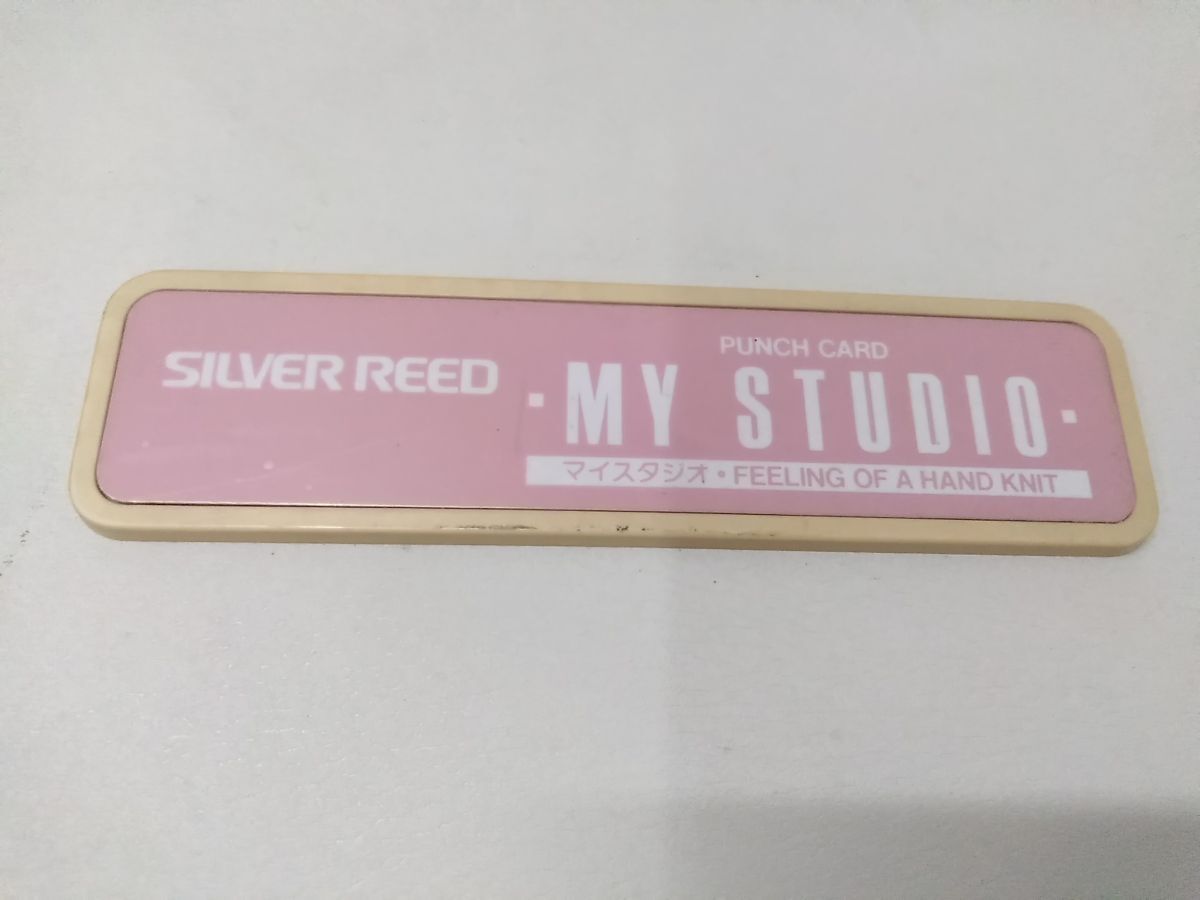 SILVER REED
PUNCH CARD
·MY STUDIO·
マイスタジオ・FEELING OF A HAND KNIT